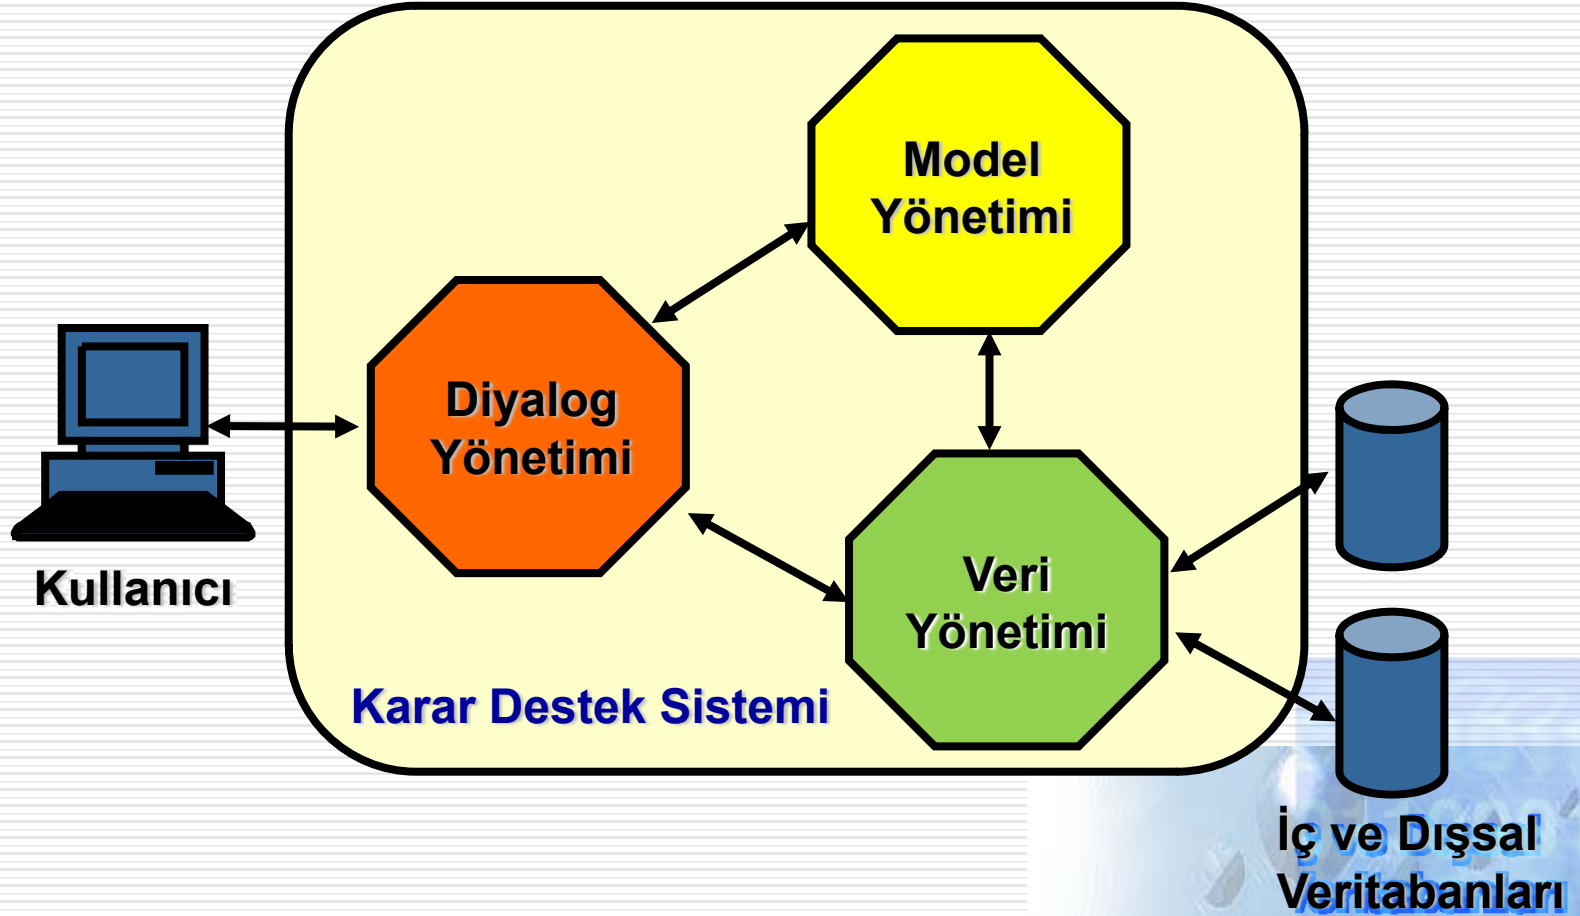 Model
Yönetimi
Diyalog
Yönetimi
Kullanıcı
Veri
Yönetimi
Karar Destek Sistemi
İç ve Dışsal
Veritabanları